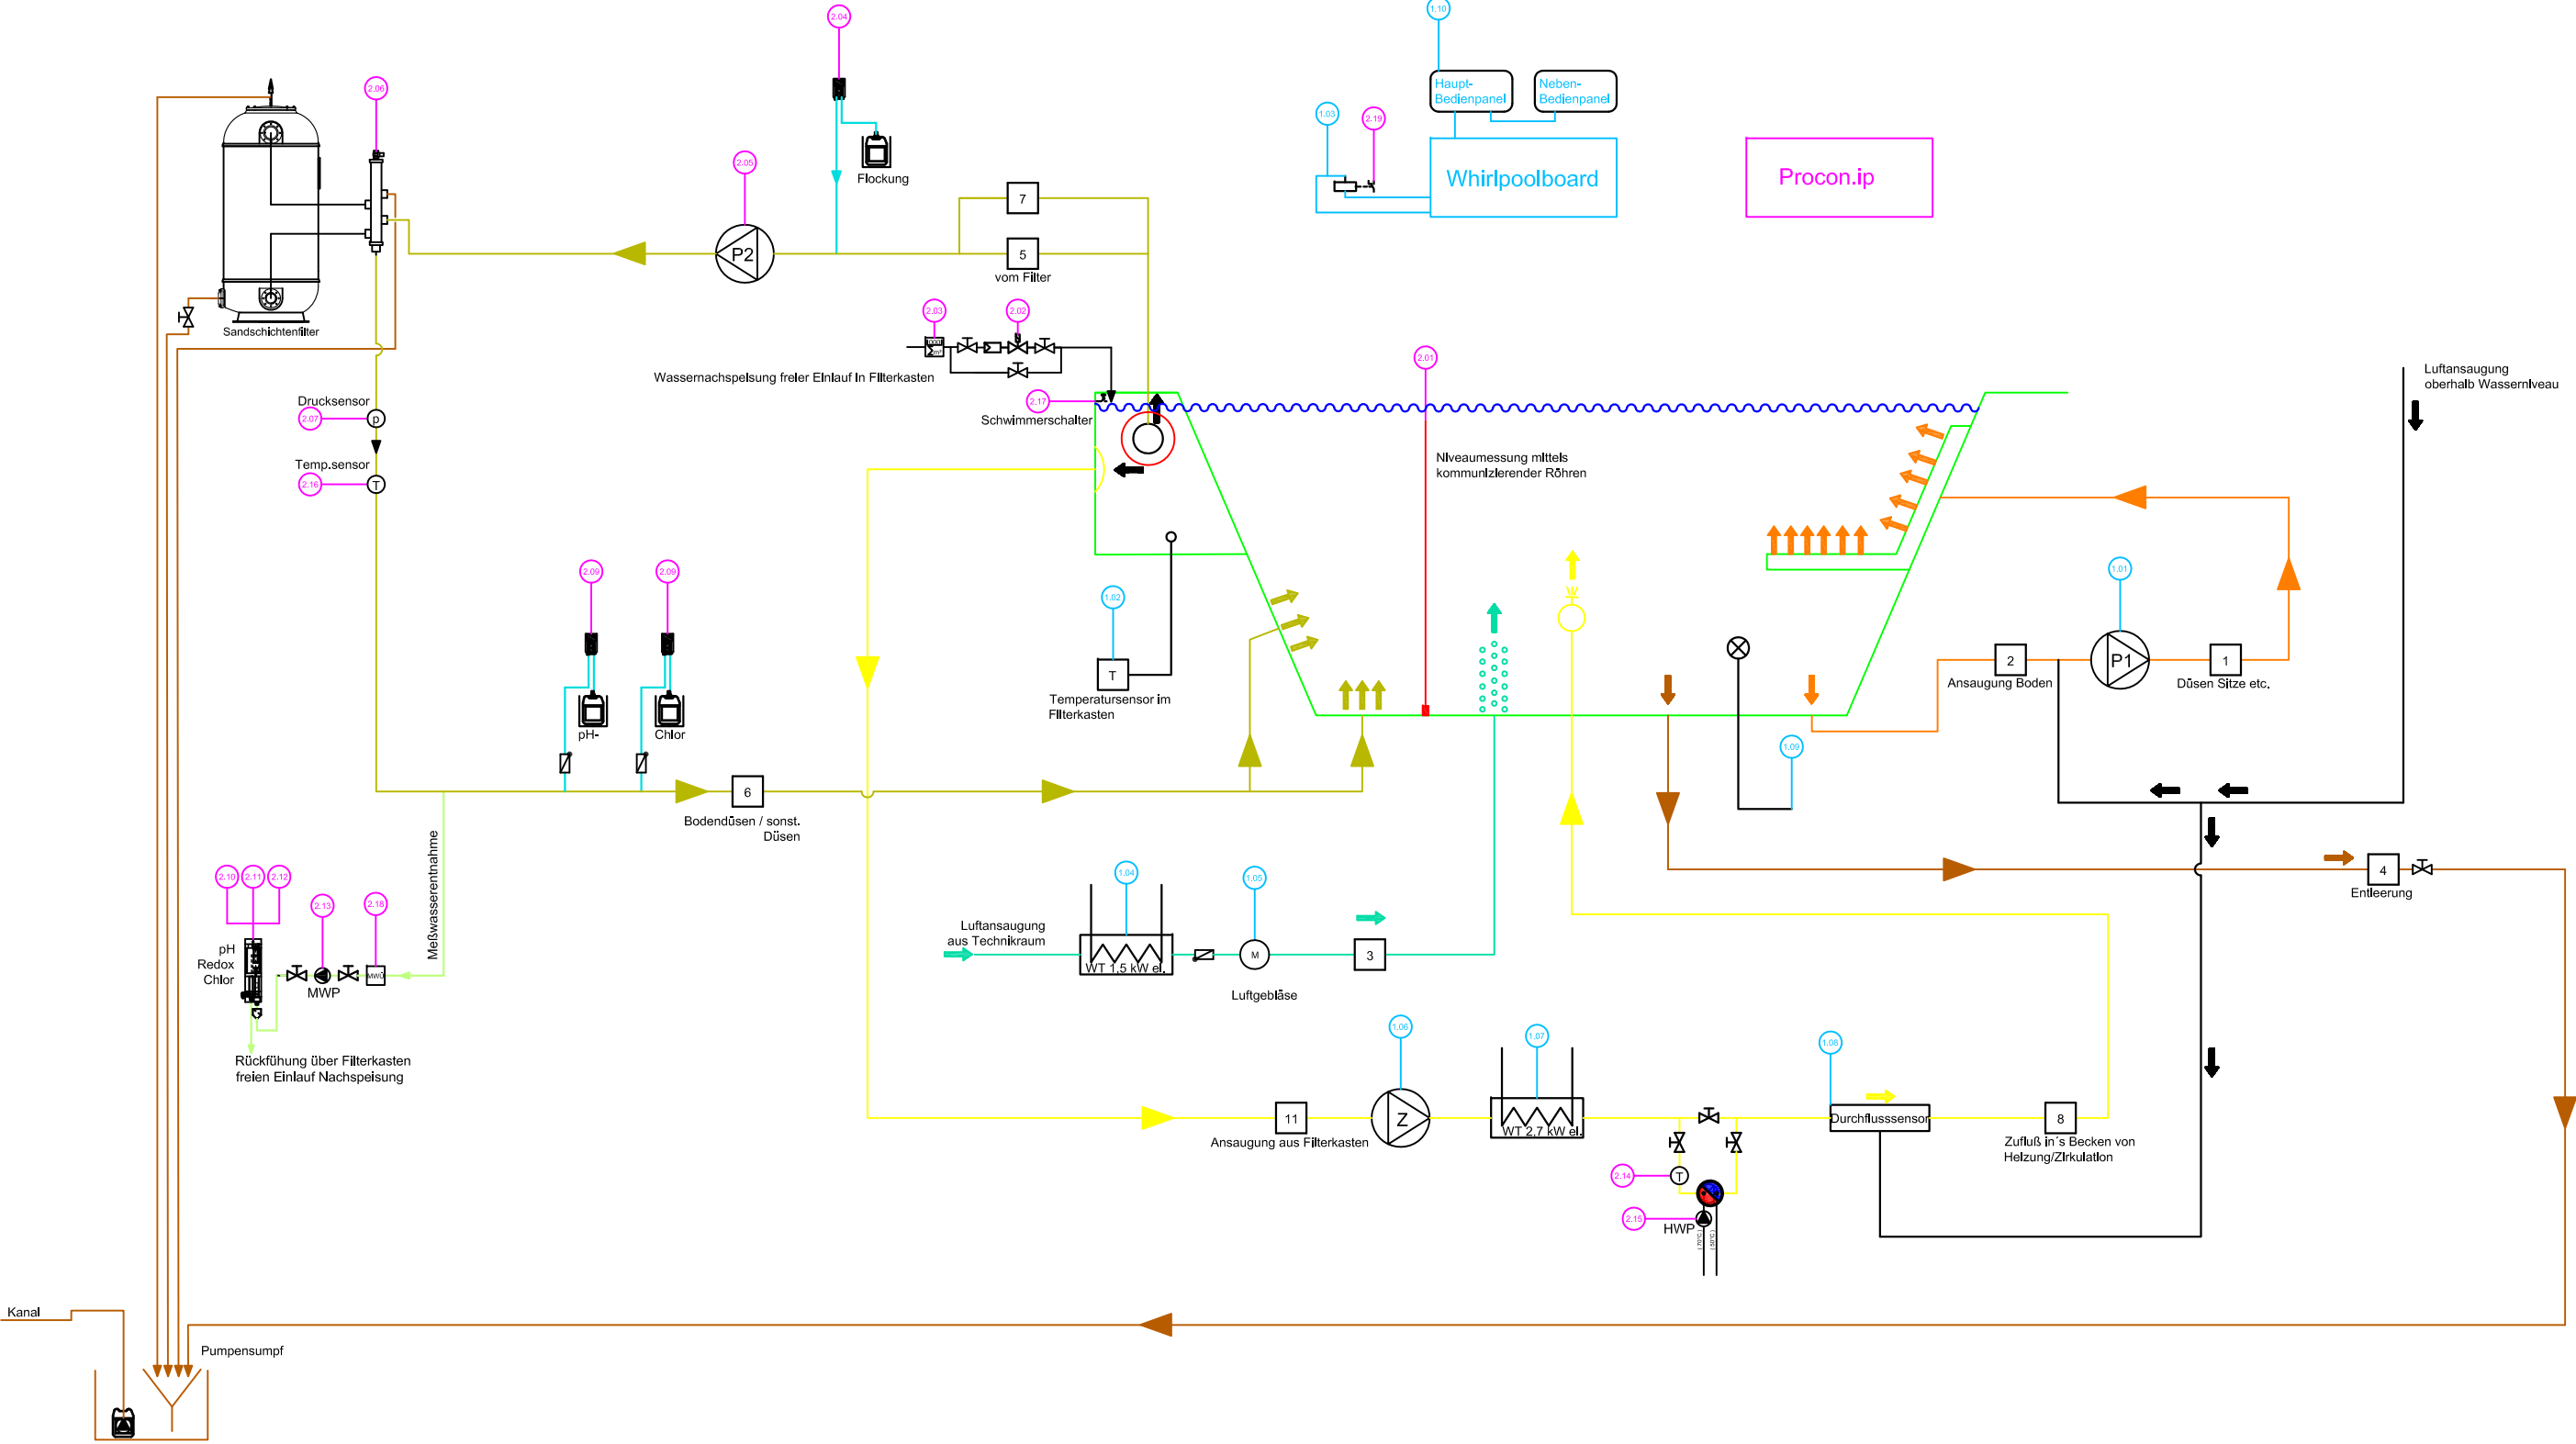 2.04
1.10
2.06
Haupt-
Bedienpanel
Neben-
Bedienpanel
1.03
2.19
Whirlpoolboard
Procon.ip
Flockung
2.05
7
P2
5
vom Filter
Sandschichtenfilter
2.03
2.02
Wassernachspeisung freier Einlauf in Filterkasten
2.01
Luftansaugung
oberhalb Wasserniveau
Drucksensor
2.07
p
2.17
Schwimmerschalter
Niveaumessung mittels
kommunizierender Röhren
Temp.sensor
2.16
T
2.09
2.09
1.02
1.01
T
Temperatursensor im
Filterkasten
2
Ansaugung Boden
P1
1
Düsen Sitze etc.
pH-
Chlor
1.09
6
Bodendüsen / sonst.
Düsen
Meßwasserentnahme
2.10
2.11
2.12
2.13
2.18
1.04
1.05
4
Entleerung
Luftansaugung
aus Technikraum
pH
Redox
Chlor
MWP
MWÜ
WT 1,5 kW el.
M
3
Luftgebläse
Rückführung über Filterkasten
freien Einlauf Nachspeisung
1.06
1.07
1.08
11
Ansaugung aus Filterkasten
Z
WT 2,7 kW el.
Durchflusssensor
8
Zufluß in´s Becken von
Heizung/Zirkulation
2.14
T
2.15
HWP
(70°C)
(50°C)
Kanal
Pumpensumpf